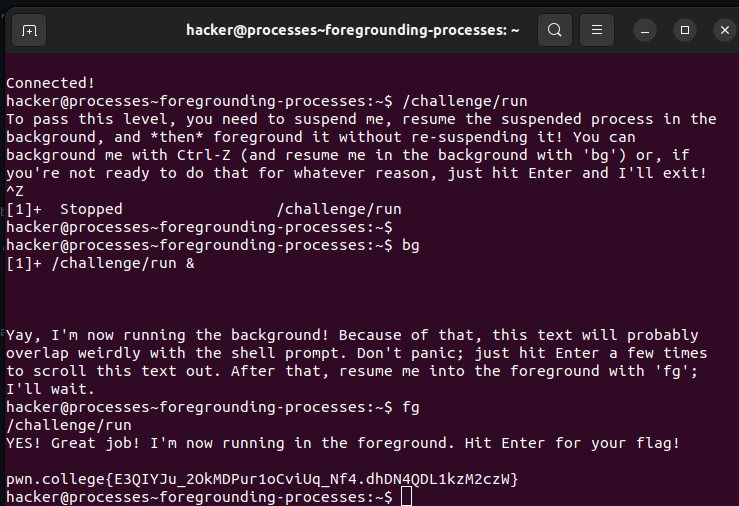 hacker@processes~foregrounding-processes: ~
Connected!
hacker@processes~foregrounding-processes:~$ /challenge/run
To pass this level, you need to suspend me, resume the suspended process in the
background, and *then* foreground it without re-suspending it! You can
background me with Ctrl-Z (and resume me in the background with 'bg') or, if
you're not ready to do that for whatever reason, just hit Enter and I'll exit!
^Z
[1]+  Stopped                 /challenge/run
hacker@processes~foregrounding-processes:~$
hacker@processes~foregrounding-processes:~$ bg
[1]+ /challenge/run &
Yay, I'm now running the background! Because of that, this text will probably
overlap weirdly with the shell prompt. Don't panic; just hit Enter a few times
to scroll this text out. After that, resume me into the foreground with 'fg';
I'll wait.
hacker@processes~foregrounding-processes:~$ fg
/challenge/run
YES! Great job! I'm now running in the foreground. Hit Enter for your flag!
pwn.college{E3QIYJu_2OkMDPur1oCviUq_Nf4.dhDN4QDL1kzM2czW}
hacker@processes~foregrounding-processes:~$